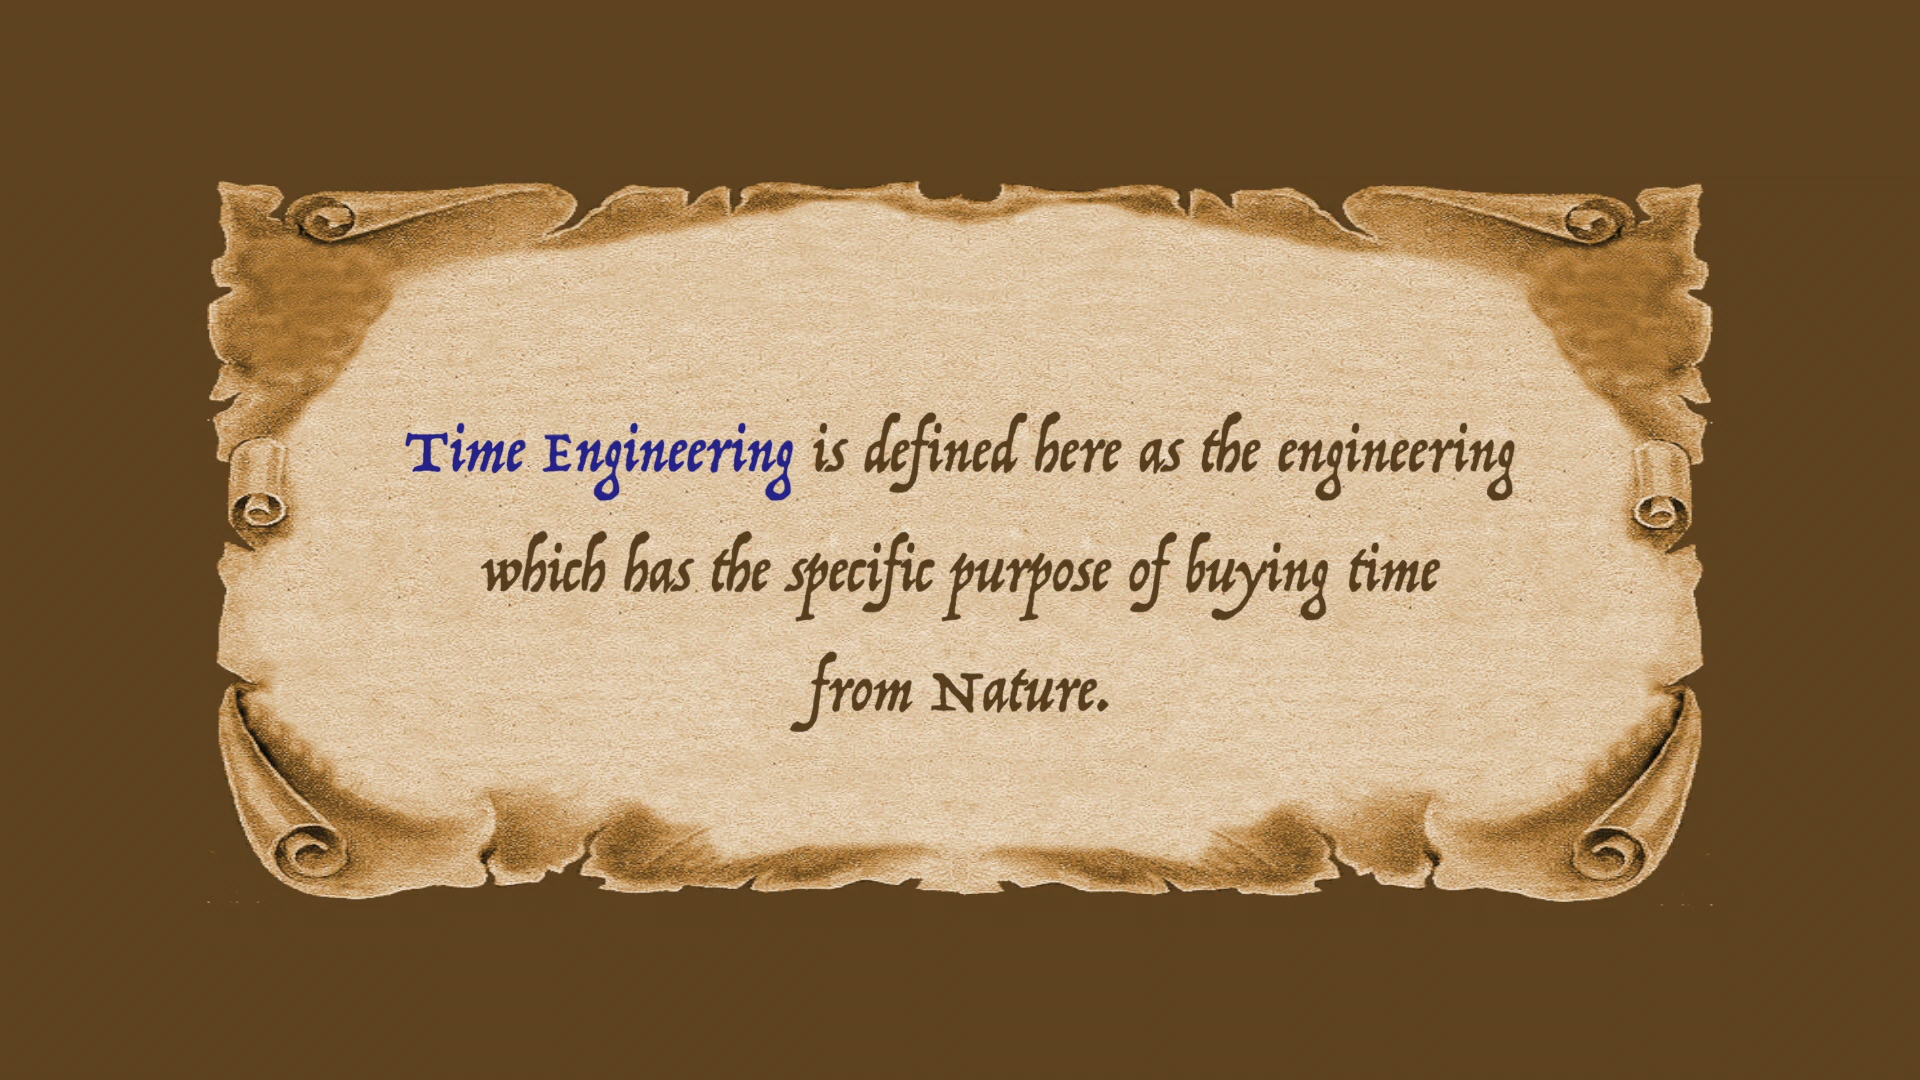 Time Engineering is defined here as the engineering
which has the specific purpose of buying time
from Nature.